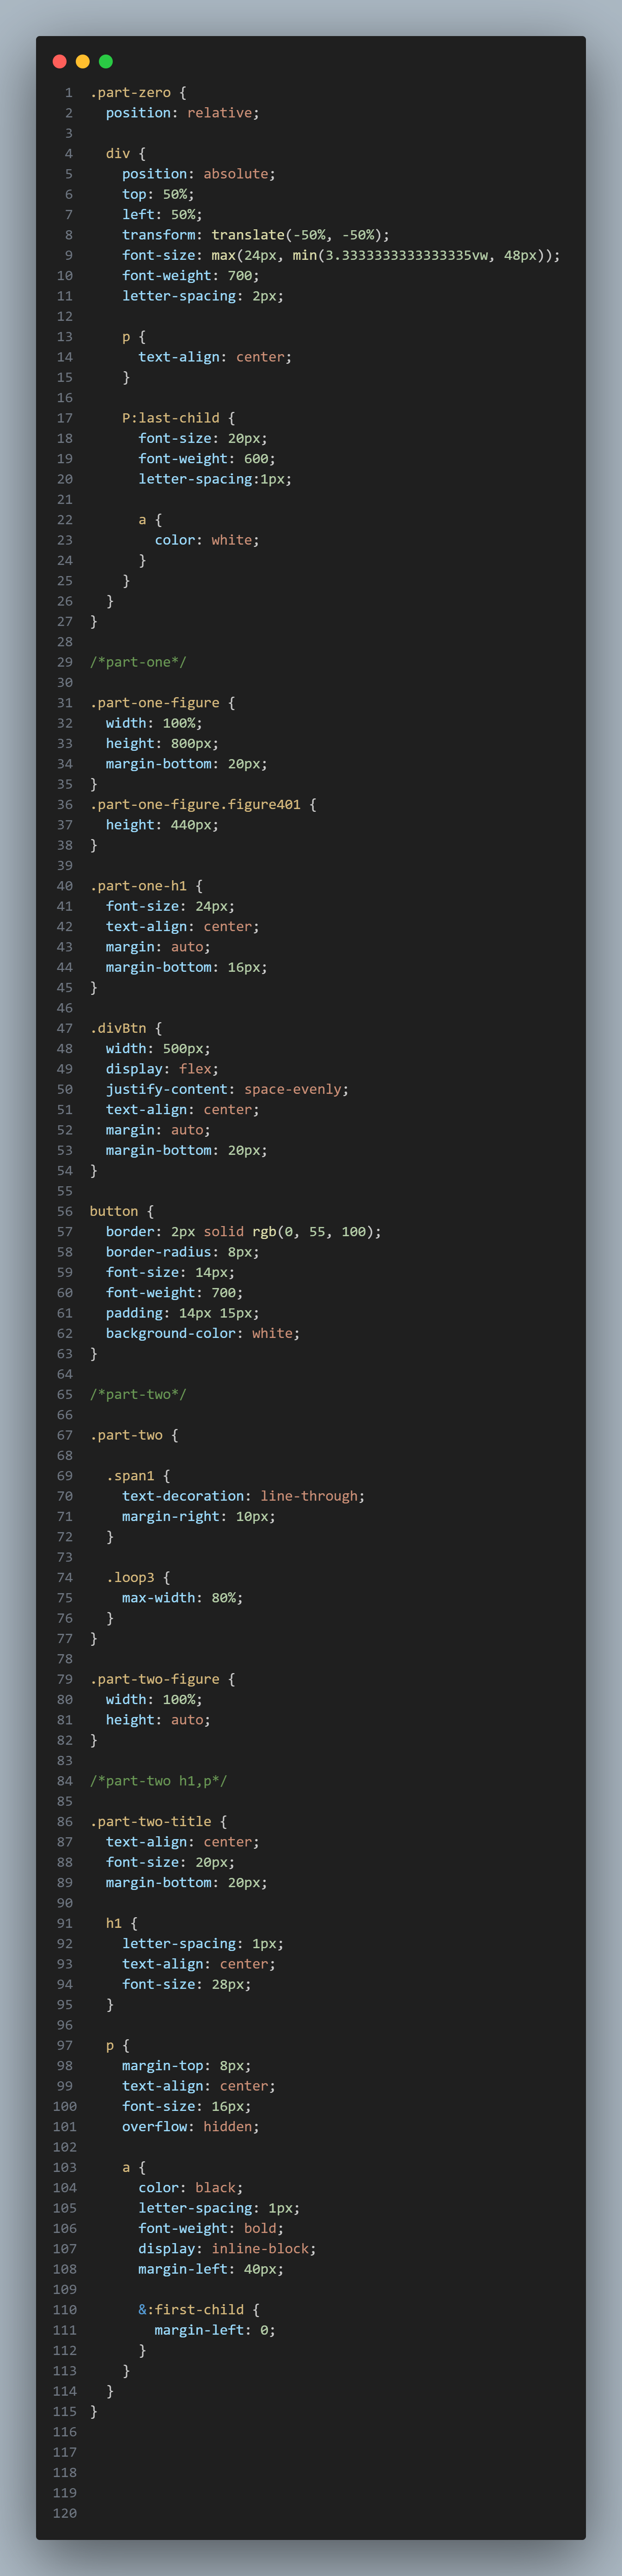 1 .part-zero {
2   position: relative;
3
4   div {
5     position: absolute;
6     top: 50%;
7     left: 50%;
8     transform: translate(-50%, -50%);
9     font-size: max(24px, min(3.3333333333333335vw, 48px));
10     font-weight: 700;
11     letter-spacing: 2px;
12
13     p {
14       text-align: center;
15     }
16
17     P:last-child {
18       font-size: 20px;
19       font-weight: 600;
20       letter-spacing:1px;
21
22       a {
23         color: white;
24       }
25     }
26   }
27 }
28
29 /*part-one*/
30
31 .part-one-figure {
32   width: 100%;
33   height: 800px;
34   margin-bottom: 20px;
35 }
36 .part-one-figure.figure401 {
37   height: 440px;
38 }
39
40 .part-one-h1 {
41   font-size: 24px;
42   text-align: center;
43   margin: auto;
44   margin-bottom: 16px;
45 }
46
47 .divBtn {
48   width: 500px;
49   display: flex;
50   justify-content: space-evenly;
51   text-align: center;
52   margin: auto;
53   margin-bottom: 20px;
54 }
55
56 button {
57   border: 2px solid rgb(0, 55, 100);
58   border-radius: 8px;
59   font-size: 14px;
60   font-weight: 700;
61   padding: 14px 15px;
62   background-color: white;
63 }
64
65 /*part-two*/
66
67 .part-two {
68
69   .span1 {
70     text-decoration: line-through;
71     margin-right: 10px;
72   }
73
74   .loop3 {
75     max-width: 80%;
76   }
77 }
78
79 .part-two-figure {
80   width: 100%;
81   height: auto;
82 }
83
84 /*part-two h1,p*/
85
86 .part-two-title {
87   text-align: center;
88   font-size: 20px;
89   margin-bottom: 20px;
90
91   h1 {
92     letter-spacing: 1px;
93     text-align: center;
94     font-size: 28px;
95   }
96
97   p {
98     margin-top: 8px;
99     text-align: center;
100     font-size: 16px;
101     overflow: hidden;
102
103     a {
104       color: black;
105       letter-spacing: 1px;
106       font-weight: bold;
107       display: inline-block;
108       margin-left: 40px;
109
110       &:first-child {
111         margin-left: 0;
112       }
113     }
114   }
115 }
116
117
118
119
120